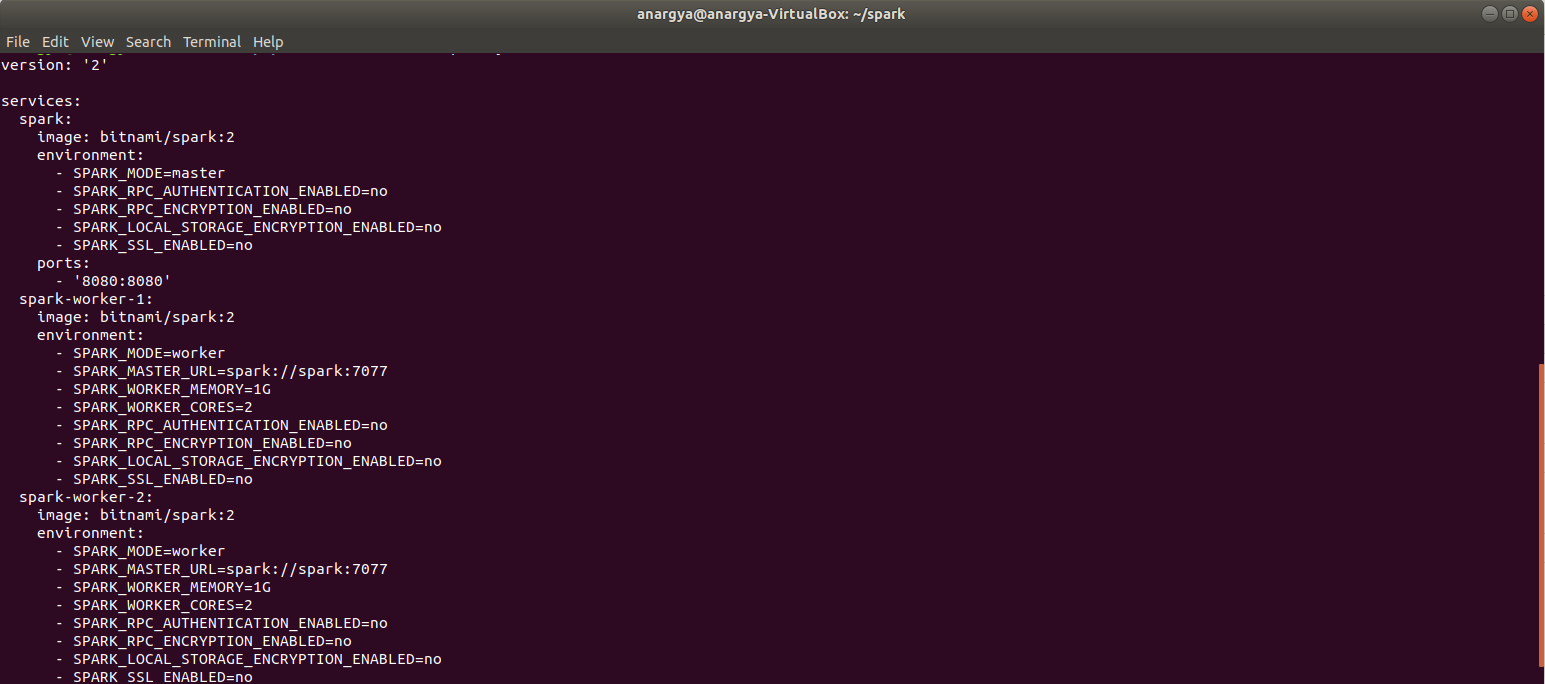 anargya@anargya-VirtualBox: ~/spark
File Edit View Search Terminal Help
version: '2'
services:
  spark:
    image: bitnami/spark:2
    environment:
      - SPARK_MODE=master
      - SPARK_RPC_AUTHENTICATION_ENABLED=no
      - SPARK_RPC_ENCRYPTION_ENABLED=no
      - SPARK_LOCAL_STORAGE_ENCRYPTION_ENABLED=no
      - SPARK_SSL_ENABLED=no
    ports:
      - '8080:8080'
  spark-worker-1:
    image: bitnami/spark:2
    environment:
      - SPARK_MODE=worker
      - SPARK_MASTER_URL=spark://spark:7077
      - SPARK_WORKER_MEMORY=1G
      - SPARK_WORKER_CORES=2
      - SPARK_RPC_AUTHENTICATION_ENABLED=no
      - SPARK_RPC_ENCRYPTION_ENABLED=no
      - SPARK_LOCAL_STORAGE_ENCRYPTION_ENABLED=no
      - SPARK_SSL_ENABLED=no
  spark-worker-2:
    image: bitnami/spark:2
    environment:
      - SPARK_MODE=worker
      - SPARK_MASTER_URL=spark://spark:7077
      - SPARK_WORKER_MEMORY=1G
      - SPARK_WORKER_CORES=2
      - SPARK_RPC_AUTHENTICATION_ENABLED=no
      - SPARK_RPC_ENCRYPTION_ENABLED=no
      - SPARK_LOCAL_STORAGE_ENCRYPTION_ENABLED=no
      - SPARK_SSL_ENABLED=no